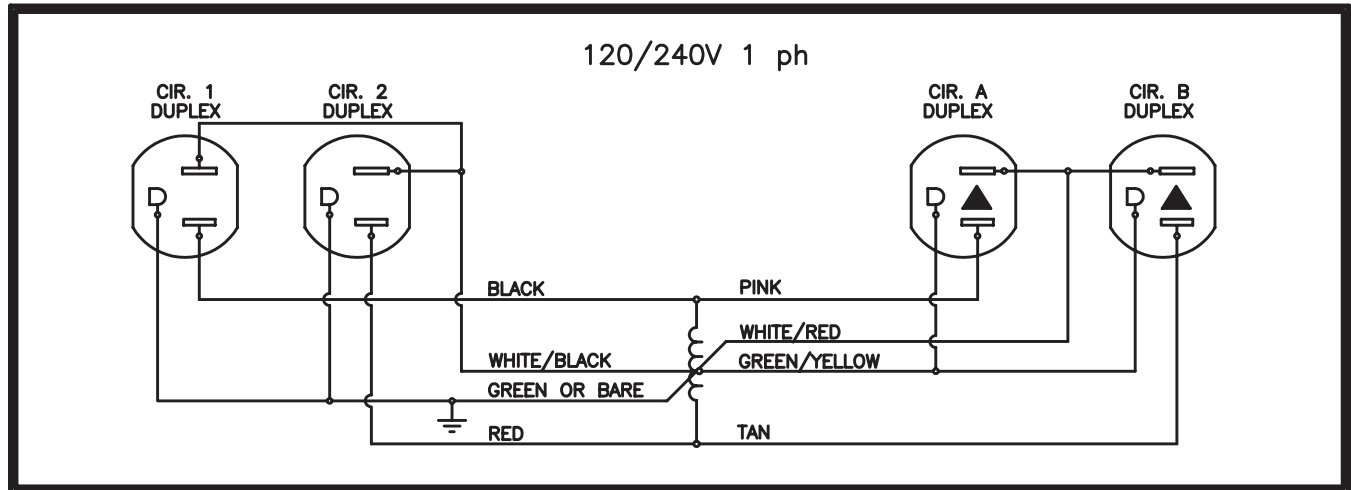 120/240V 1 ph
CIR. 1
DUPLEX
CIR. 2
DUPLEX
CIR. A
DUPLEX
CIR. B
DUPLEX
BLACK
PINK
WHITE/RED
WHITE/BLACK
GREEN/YELLOW
GREEN OR BARE
RED
TAN